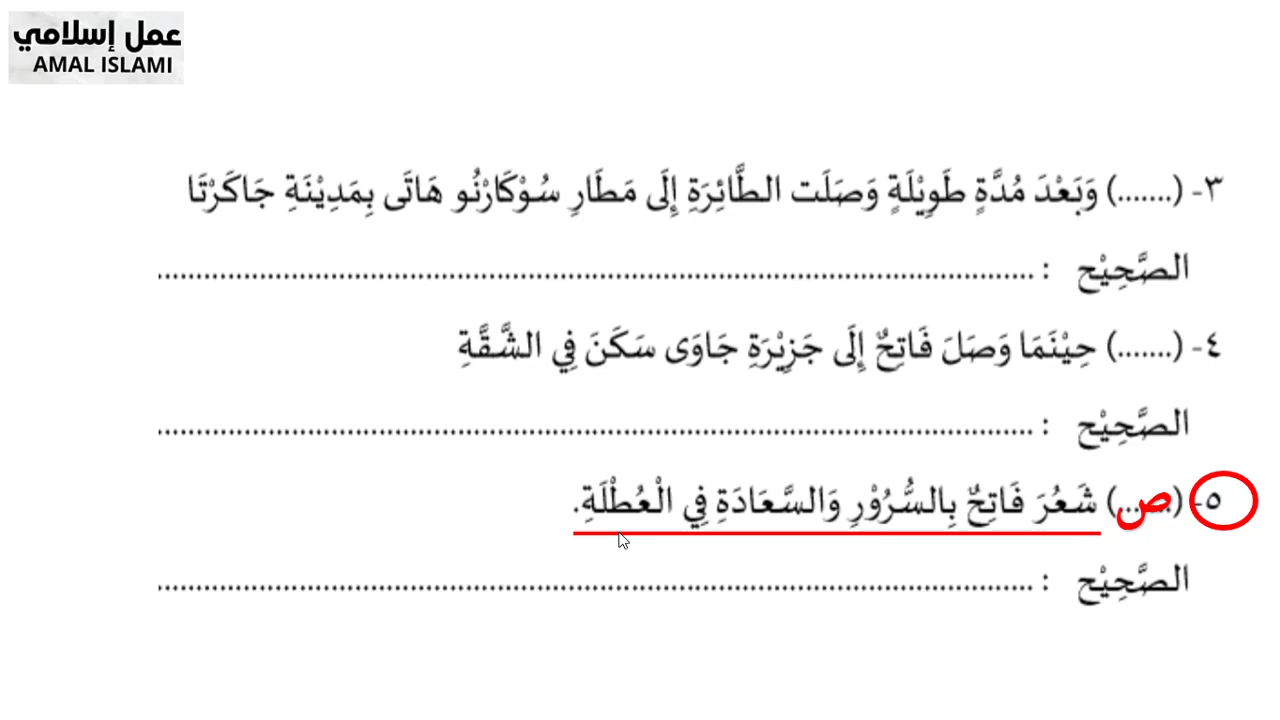 عمل إسلامي
AMAL ISLAMI
٣- (.......) وَبَعْدَ مُدَّةٍ طَوِيْلَةٍ وَصَلَت الطَّائِرَةِ إِلَى مَطَارِ سُوْكَارْنُو هَاتَى بِمَدِيْنَةِ جَاكَرْتَا
الصَّحِيْح : ...............................................................................................
٤- (.......) حِيْنَمَا وَصَلَ فَاتِحٌ إِلَى جَزِيْرَةِ جَاوَى سَكَنَ فِي الشَّقَّةِ
الصَّحِيْح : ...............................................................................................
٥- (ص) شَعُرَ فَاتِحٌ بِالسُّرُوْرِ وَالسَّعَادَةِ فِي الْعُطْلَةِ.
الصَّحِيْح : ...............................................................................................